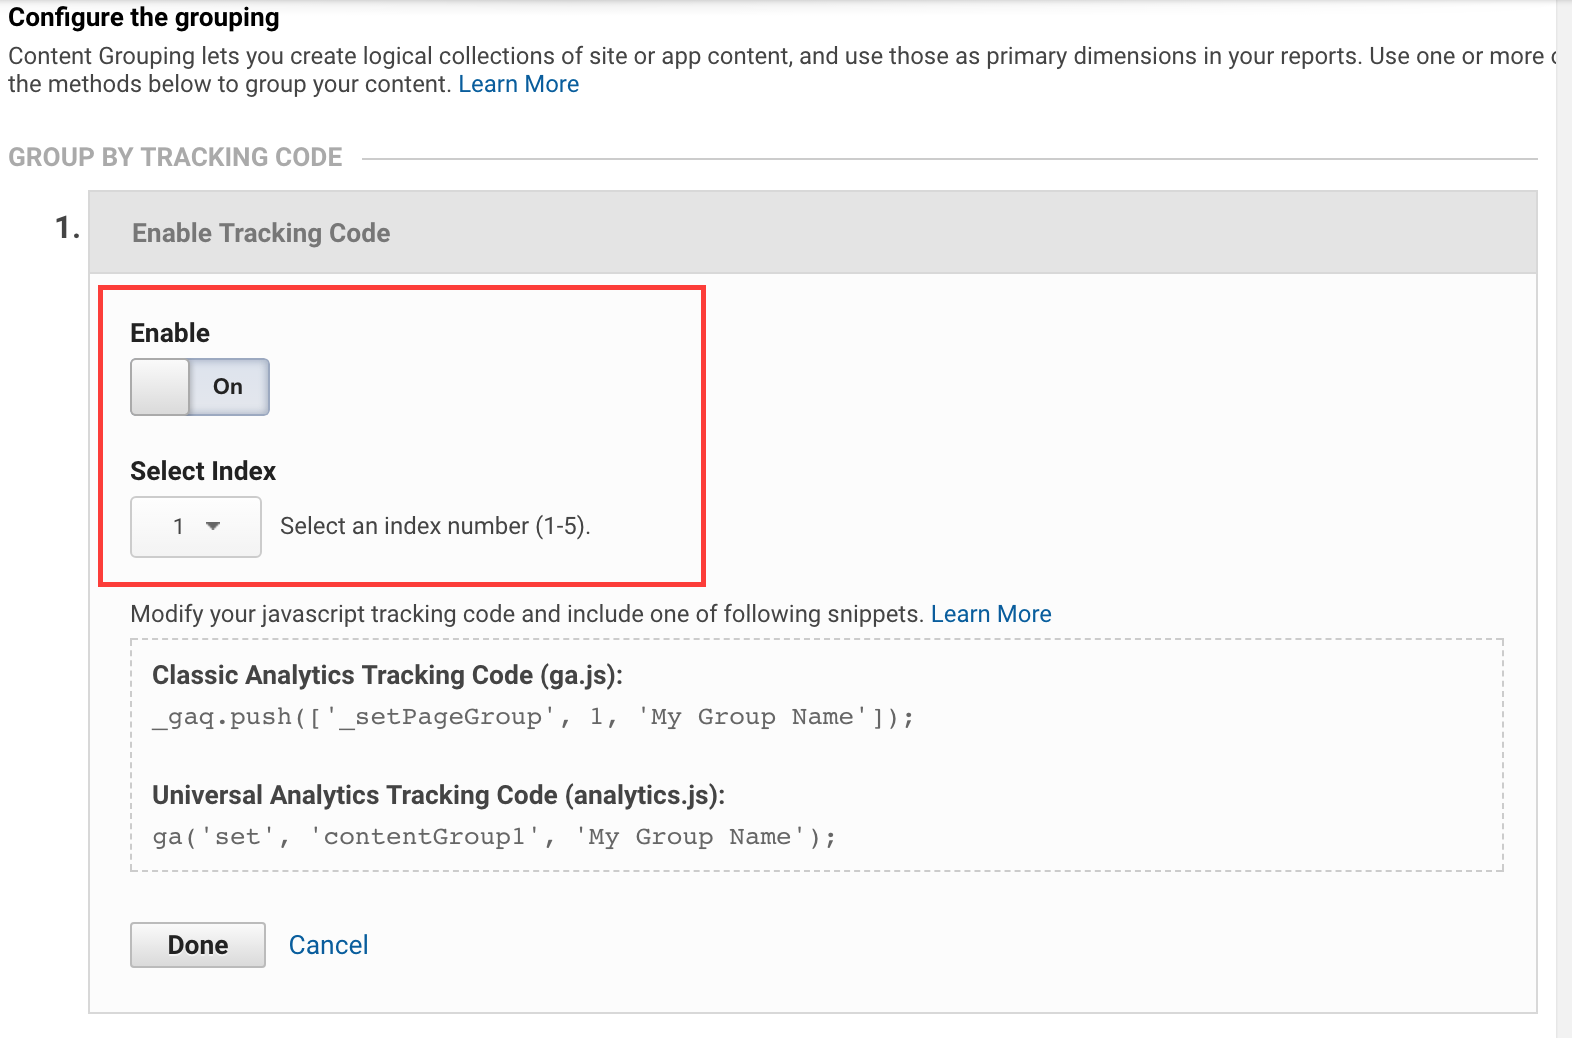 Configure the grouping
Content Grouping lets you create logical collections of site or app content, and use those as primary dimensions in your reports. Use one or more
the methods below to group your content. Learn More
GROUP BY TRACKING CODE
1.
Enable Tracking Code
Enable
On
Select Index
1 Select an index number (1-5).
Modify your javascript tracking code and include one of following snippets. Learn More
Classic Analytics Tracking Code (ga.js):
_gaq.push(['_setPageGroup', 1, 'My Group Name']);
Universal Analytics Tracking Code (analytics.js):
ga('set', 'contentGroup1', 'My Group Name');
Done Cancel